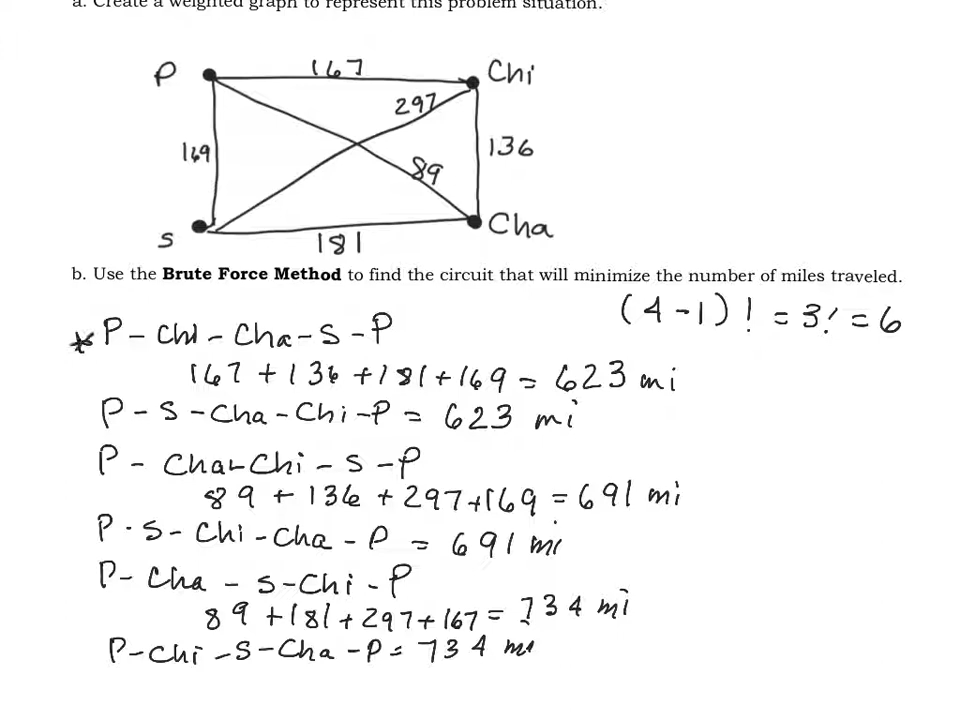 a. Create a weighted graph to represent this problem situation.
P 167 Chi
297
169 136
89
S 181 Cha
b. Use the Brute Force Method to find the circuit that will minimize the number of miles traveled.
(4-1)! = 3! = 6
* P - Chi - Cha - S - P
167 + 136 + 181 + 169 = 623 mi
P - S - Cha - Chi - P = 623 mi
P - Cha - Chi - S - P
89 + 136 + 297 + 169 = 691 mi
P - S - Chi - Cha - P = 691 mi
P - Cha - S - Chi - P
89 + 181 + 297 + 167 = 734 mi
P - Chi - S - Cha - P = 734 mi